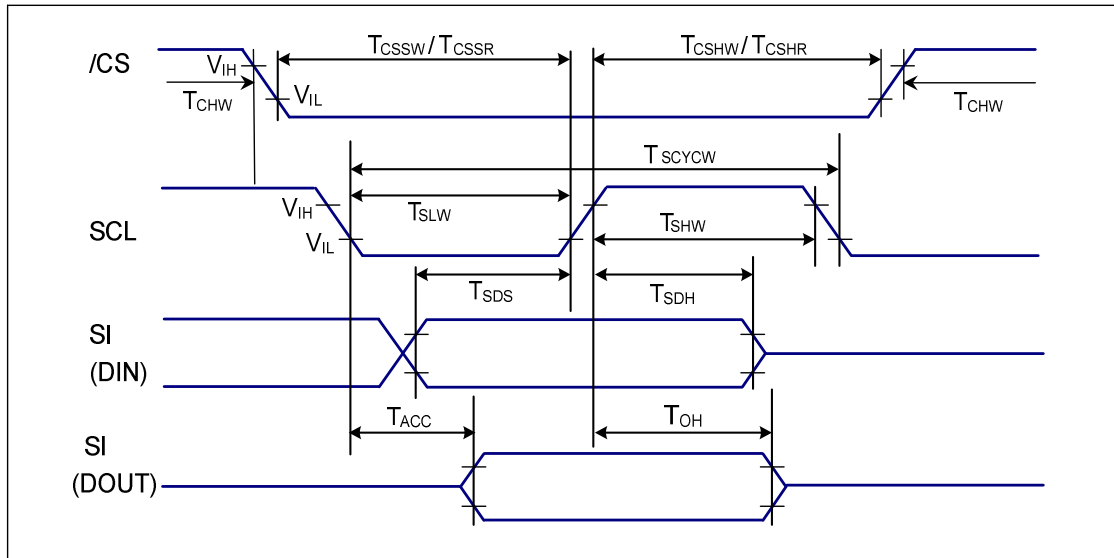 TCSSW / TCSSR
TCSHW / TCSHR
/CS
VIH
TCHW
VIL
TCHW
TSCYCW
SCL
VIH
TSLW
TSHW
VIL
TSDS
TSDH
SI
(DIN)
TACC
TOH
SI
(DOUT)